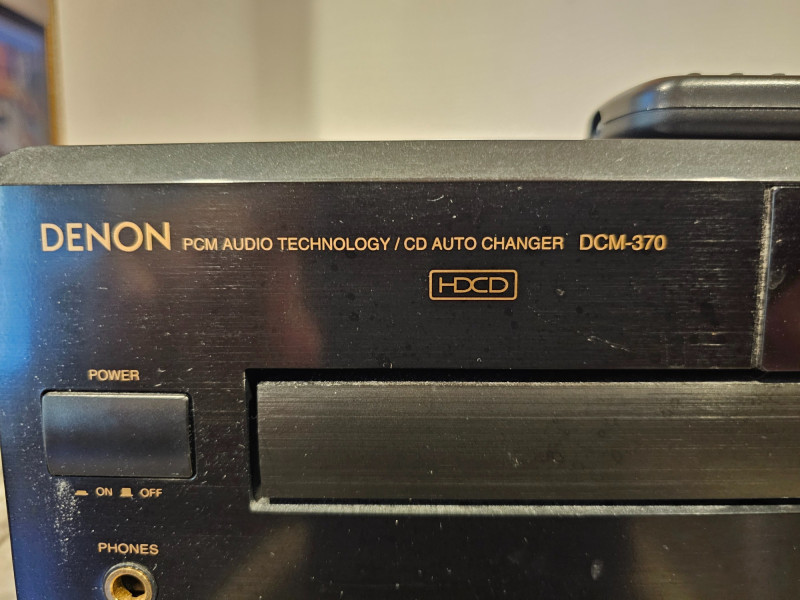 DENON PCM AUDIO TECHNOLOGY / CD AUTO CHANGER DCM-370
HDCD
POWER
ON OFF
PHONES